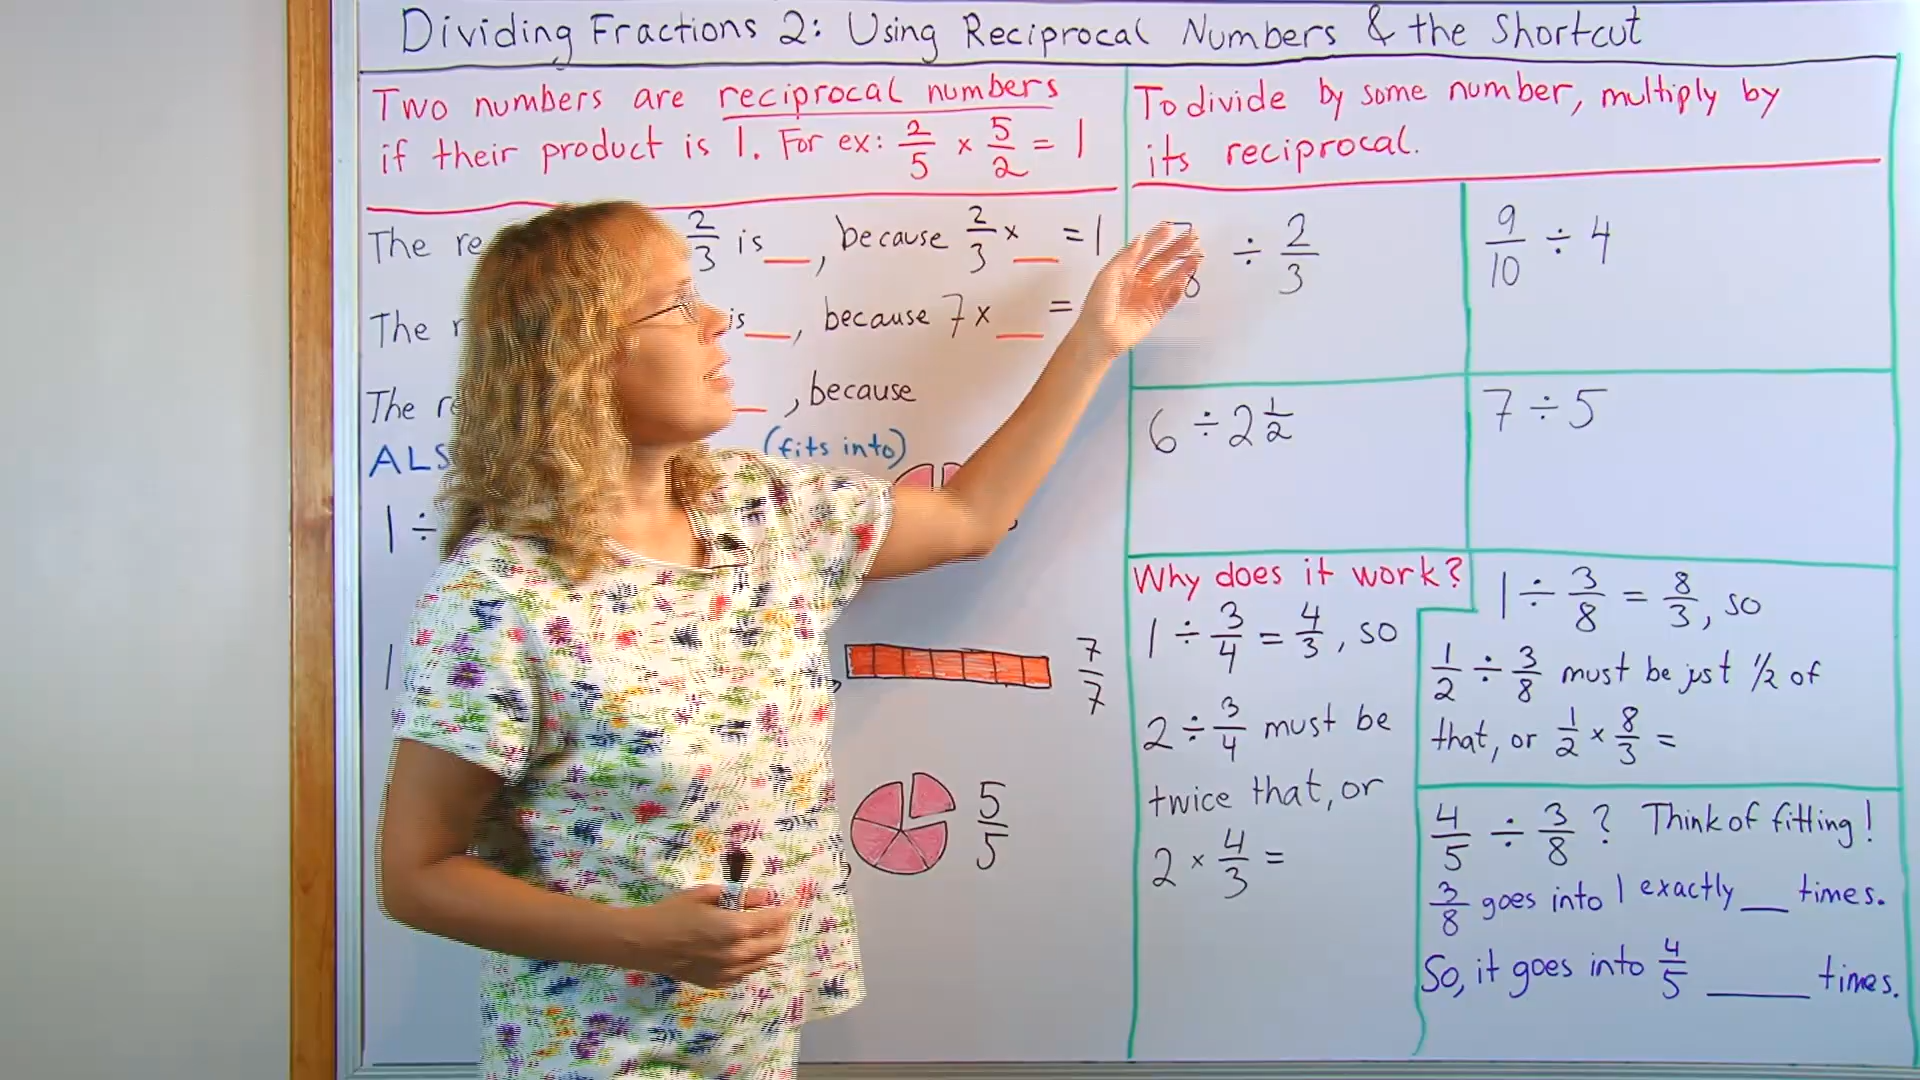 Dividing Fractions 2: Using Reciprocal Numbers & the Shortcut
Two numbers are reciprocal numbers
if their product is 1. For ex: 2/5 × 5/2 = 1
The 2/3 is __, because 2/3 × __ = 1
The is __, because 7 × __ =
The __, because
(fits into)
1 ÷
7/7
5/5
To divide by some number, multiply by
its reciprocal.
÷ 2/3
9/10 ÷ 4
6 ÷ 2 1/2
7 ÷ 5
Why does it work?
1 ÷ 3/4 = 4/3, so
2 ÷ 3/4 must be
twice that, or
2 × 4/3 =
1 ÷ 3/8 = 8/3, so
1/2 ÷ 3/8 must be just 1/2 of
that, or 1/2 × 8/3 =
4/5 ÷ 3/8 ? Think of fitting!
3/8 goes into 1 exactly __ times.
So, it goes into 4/5 ____ times.